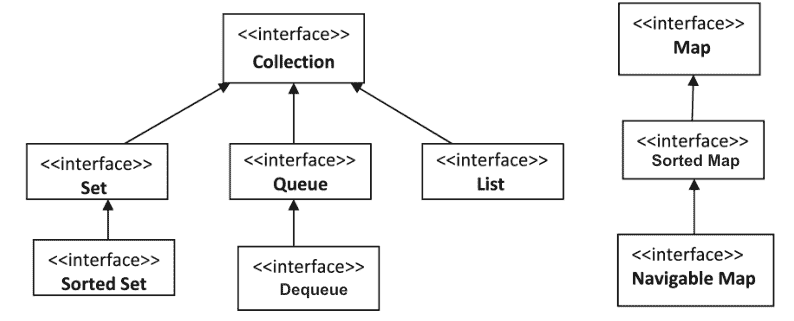 <<interface>>
Collection
<<interface>>
Map
<<interface>>
Set
<<interface>>
Queue
<<interface>>
List
<<interface>>
Sorted Map
<<interface>>
Sorted Set
<<interface>>
Dequeue
<<interface>>
Navigable Map